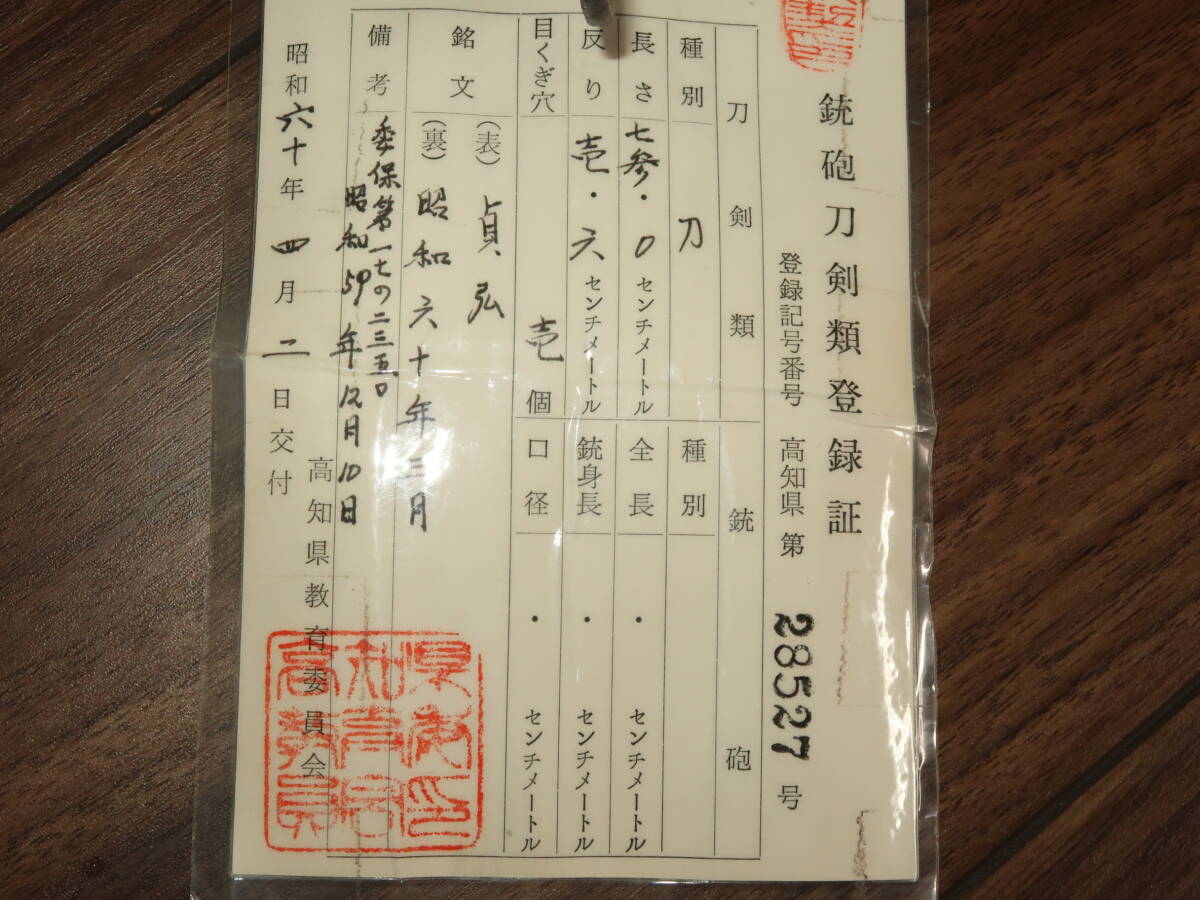 銃砲刀剣類登録証
登録記号番号 高知県 第 28527 号
刀剣類 銃砲
種別 刀 種別
長さ 七参・0 センチメートル 全長 ・ センチメートル
反り 壱・六 センチメートル 銃身長 ・ センチメートル
目くぎ穴 壱 個 口径 ・ センチメートル
銘文 (表) 貞弘
(裏) 昭和六十年三月
備考 委保第一七の二三五0
昭和59年12月10日
高知県教育委員会
昭和六十年四月二日交付